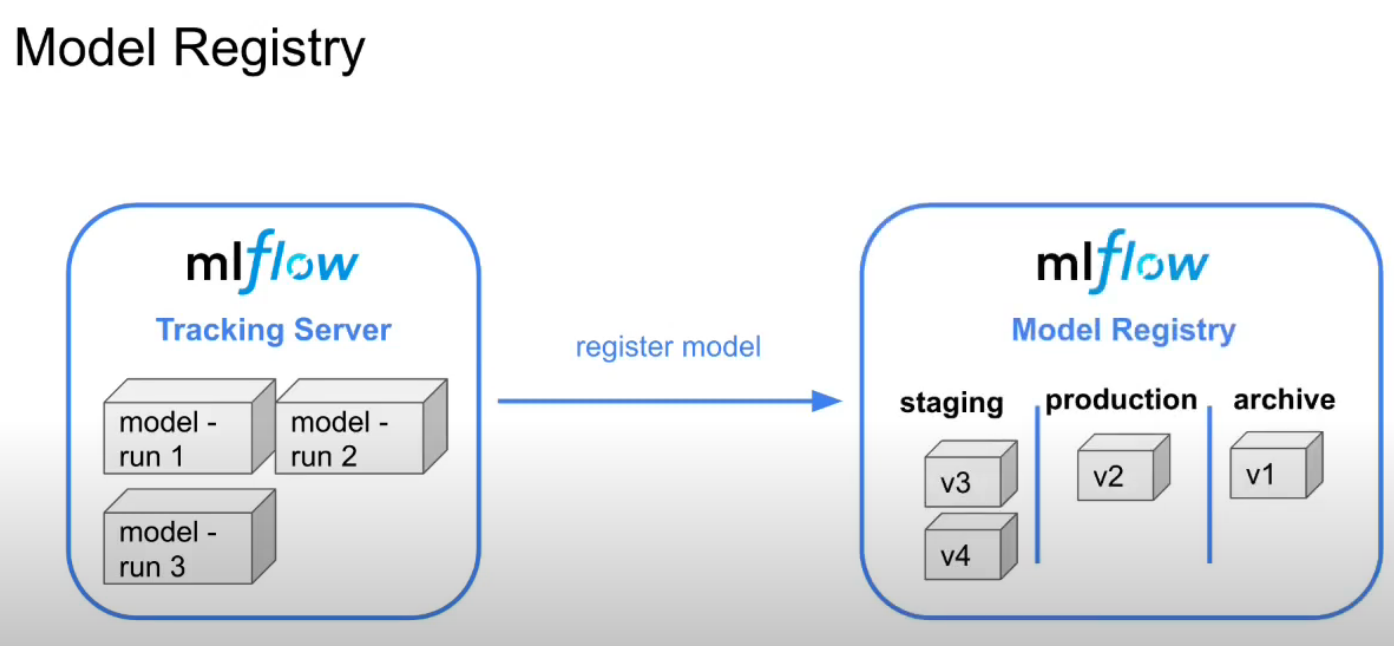 Model Registry
mlflow
Tracking Server
model -
run 1
model -
run 2
model -
run 3
register model
mlflow
Model Registry
staging
production
archive
v3
v2
v1
v4